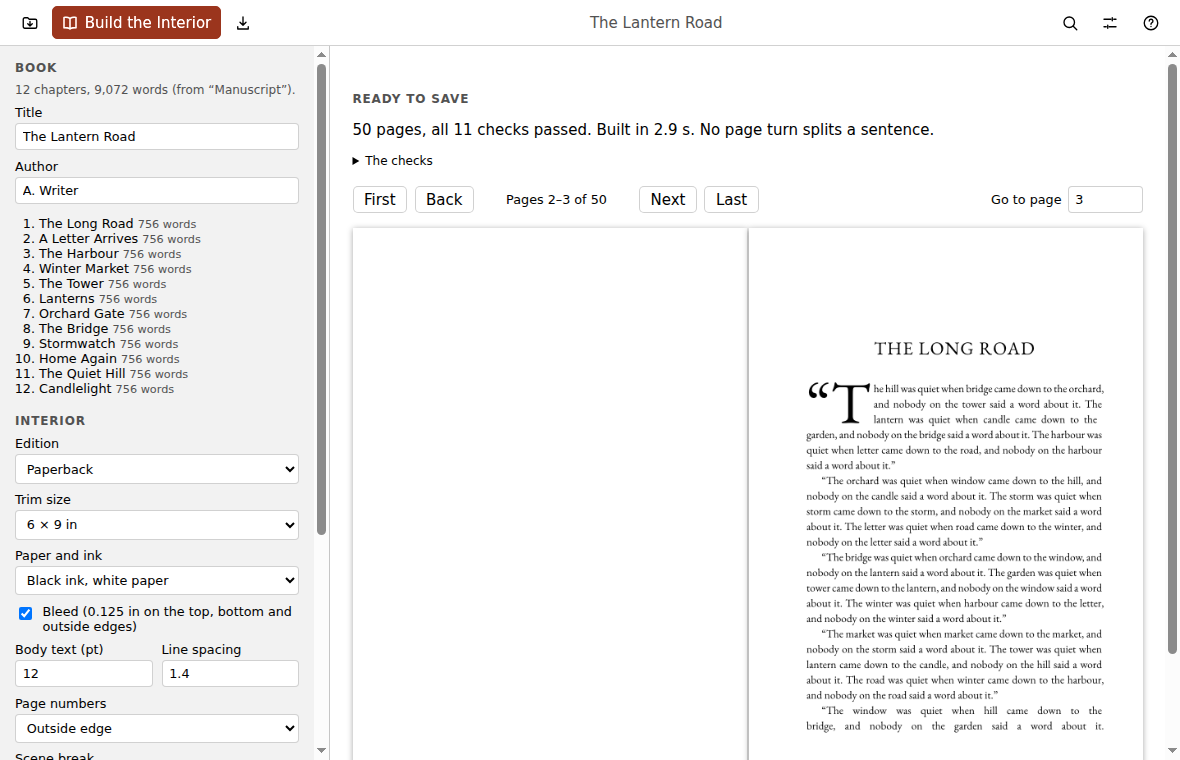 Build the Interior
The Lantern Road
BOOK
12 chapters, 9,072 words (from “Manuscript”).
Title
The Lantern Road
Author
A. Writer
1. The Long Road 756 words
2. A Letter Arrives 756 words
3. The Harbour 756 words
4. Winter Market 756 words
5. The Tower 756 words
6. Lanterns 756 words
7. Orchard Gate 756 words
8. The Bridge 756 words
9. Stormwatch 756 words
10. Home Again 756 words
11. The Quiet Hill 756 words
12. Candlelight 756 words
INTERIOR
Edition
Paperback
Trim size
6 × 9 in
Paper and ink
Black ink, white paper
Bleed (0.125 in on the top, bottom and
outside edges)
Body text (pt)
Line spacing
12
1.4
Page numbers
Outside edge
Scene break
READY TO SAVE
50 pages, all 11 checks passed. Built in 2.9 s. No page turn splits a sentence.
The checks
First
Back
Pages 2–3 of 50
Next
Last
Go to page
3
THE LONG ROAD
“The hill was quiet when bridge came down to the orchard,
and nobody on the tower said a word about it. The
lantern was quiet when candle came down to the
garden, and nobody on the bridge said a word about it. The harbour was
quiet when letter came down to the road, and nobody on the harbour
said a word about it.”
“The orchard was quiet when window came down to the hill, and
nobody on the candle said a word about it. The storm was quiet when
storm came down to the storm, and nobody on the market said a word
about it. The letter was quiet when road came down to the winter, and
nobody on the letter said a word about it.”
“The bridge was quiet when orchard came down to the window, and
nobody on the lantern said a word about it. The garden was quiet when
tower came down to the lantern, and nobody on the window said a word
about it. The winter was quiet when harbour came down to the letter,
and nobody on the winter said a word about it.”
“The market was quiet when market came down to the market, and
nobody on the storm said a word about it. The tower was quiet when
lantern came down to the candle, and nobody on the hill said a word
about it. The road was quiet when winter came down to the harbour,
and nobody on the road said a word about it.”
“The window was quiet when hill came down to the
bridge, and nobody on the garden said a word about it.